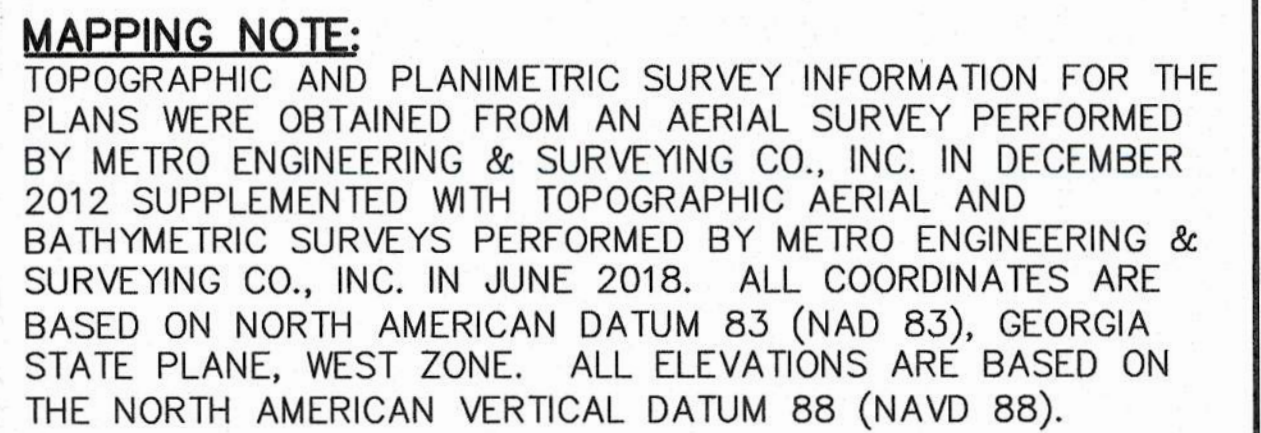 MAPPING NOTE:
TOPOGRAPHIC AND PLANIMETRIC SURVEY INFORMATION FOR THE
PLANS WERE OBTAINED FROM AN AERIAL SURVEY PERFORMED
BY METRO ENGINEERING & SURVEYING CO., INC. IN DECEMBER
2012 SUPPLEMENTED WITH TOPOGRAPHIC AERIAL AND
BATHYMETRIC SURVEYS PERFORMED BY METRO ENGINEERING &
SURVEYING CO., INC. IN JUNE 2018. ALL COORDINATES ARE
BASED ON NORTH AMERICAN DATUM 83 (NAD 83), GEORGIA
STATE PLANE, WEST ZONE. ALL ELEVATIONS ARE BASED ON
THE NORTH AMERICAN VERTICAL DATUM 88 (NAVD 88).